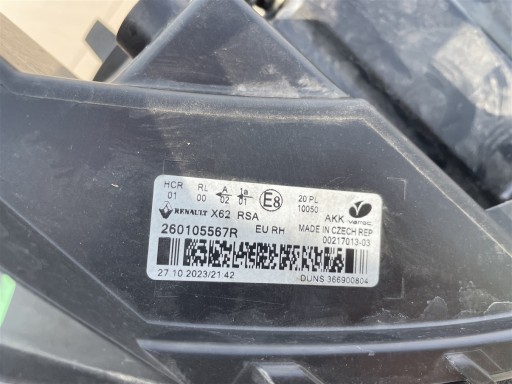 HCR RL A 1a E8 20 PL
01 00 02 01 10050
RENAULT X62 RSA AKK varroc
260105567R EU RH MADE IN CZECH REP
00217013-03
27.10 2023/21:42 DUNS 366900804